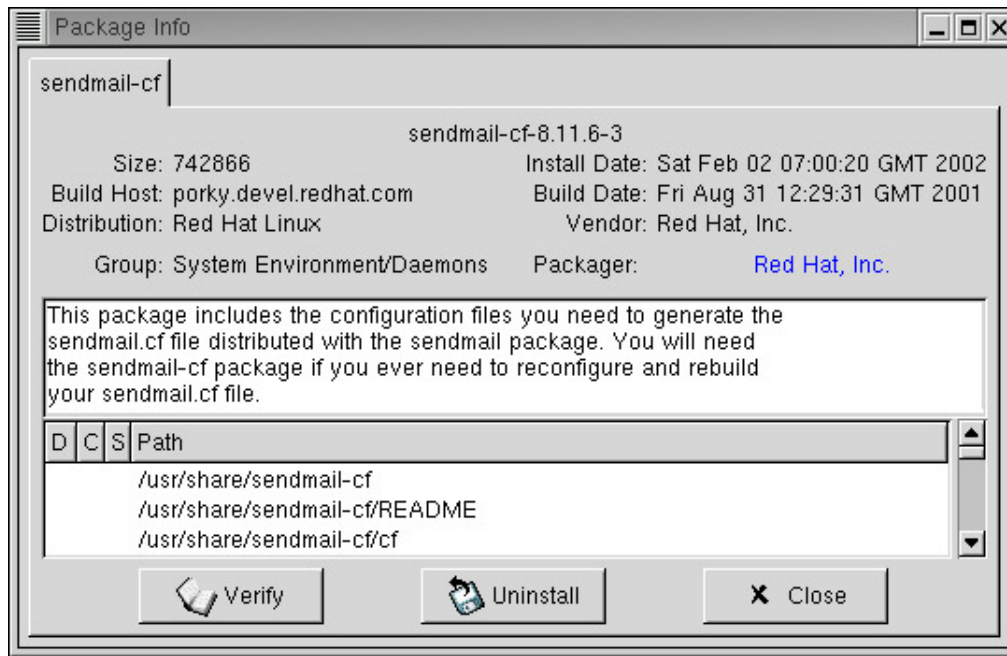 Package Info
sendmail-cf
sendmail-cf-8.11.6-3
Size: 742866 Install Date: Sat Feb 02 07:00:20 GMT 2002
Build Host: porky.devel.redhat.com Build Date: Fri Aug 31 12:29:31 GMT 2001
Distribution: Red Hat Linux Vendor: Red Hat, Inc.
Group: System Environment/Daemons Packager: Red Hat, Inc.
This package includes the configuration files you need to generate the
sendmail.cf file distributed with the sendmail package. You will need
the sendmail-cf package if you ever need to reconfigure and rebuild
your sendmail.cf file.
D C S Path
/usr/share/sendmail-cf
/usr/share/sendmail-cf/README
/usr/share/sendmail-cf/cf
Verify Uninstall Close